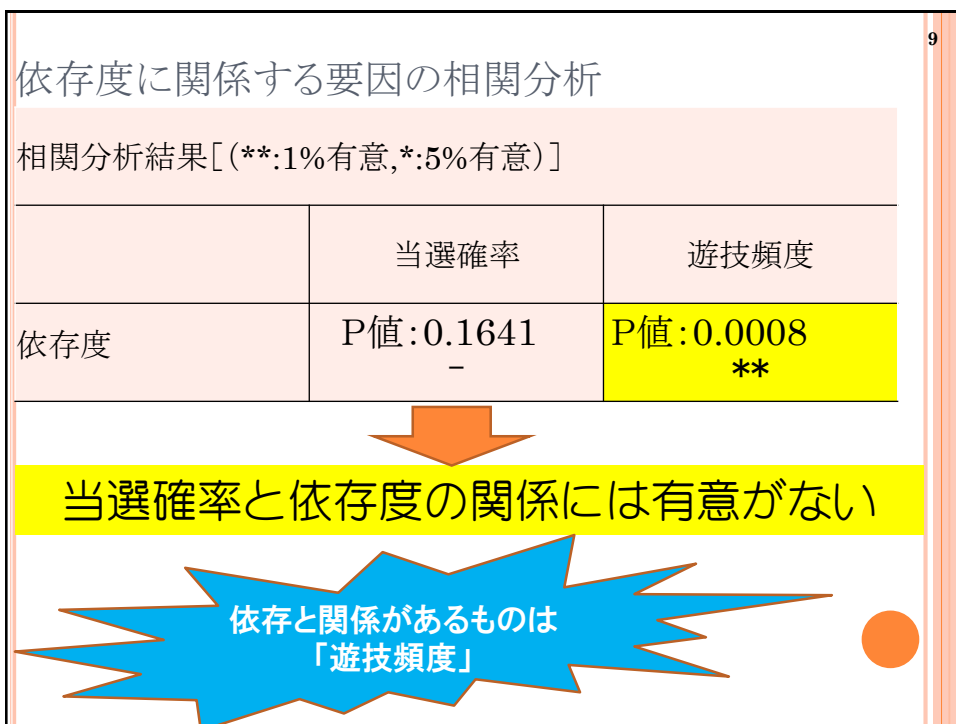 9
依存度に関係する要因の相関分析
相関分析結果[(**:1%有意,*:5%有意)]
当選確率 遊技頻度
依存度 P値:0.1641 P値:0.0008
- **
当選確率と依存度の関係には有意がない
依存と関係があるものは
「遊技頻度」